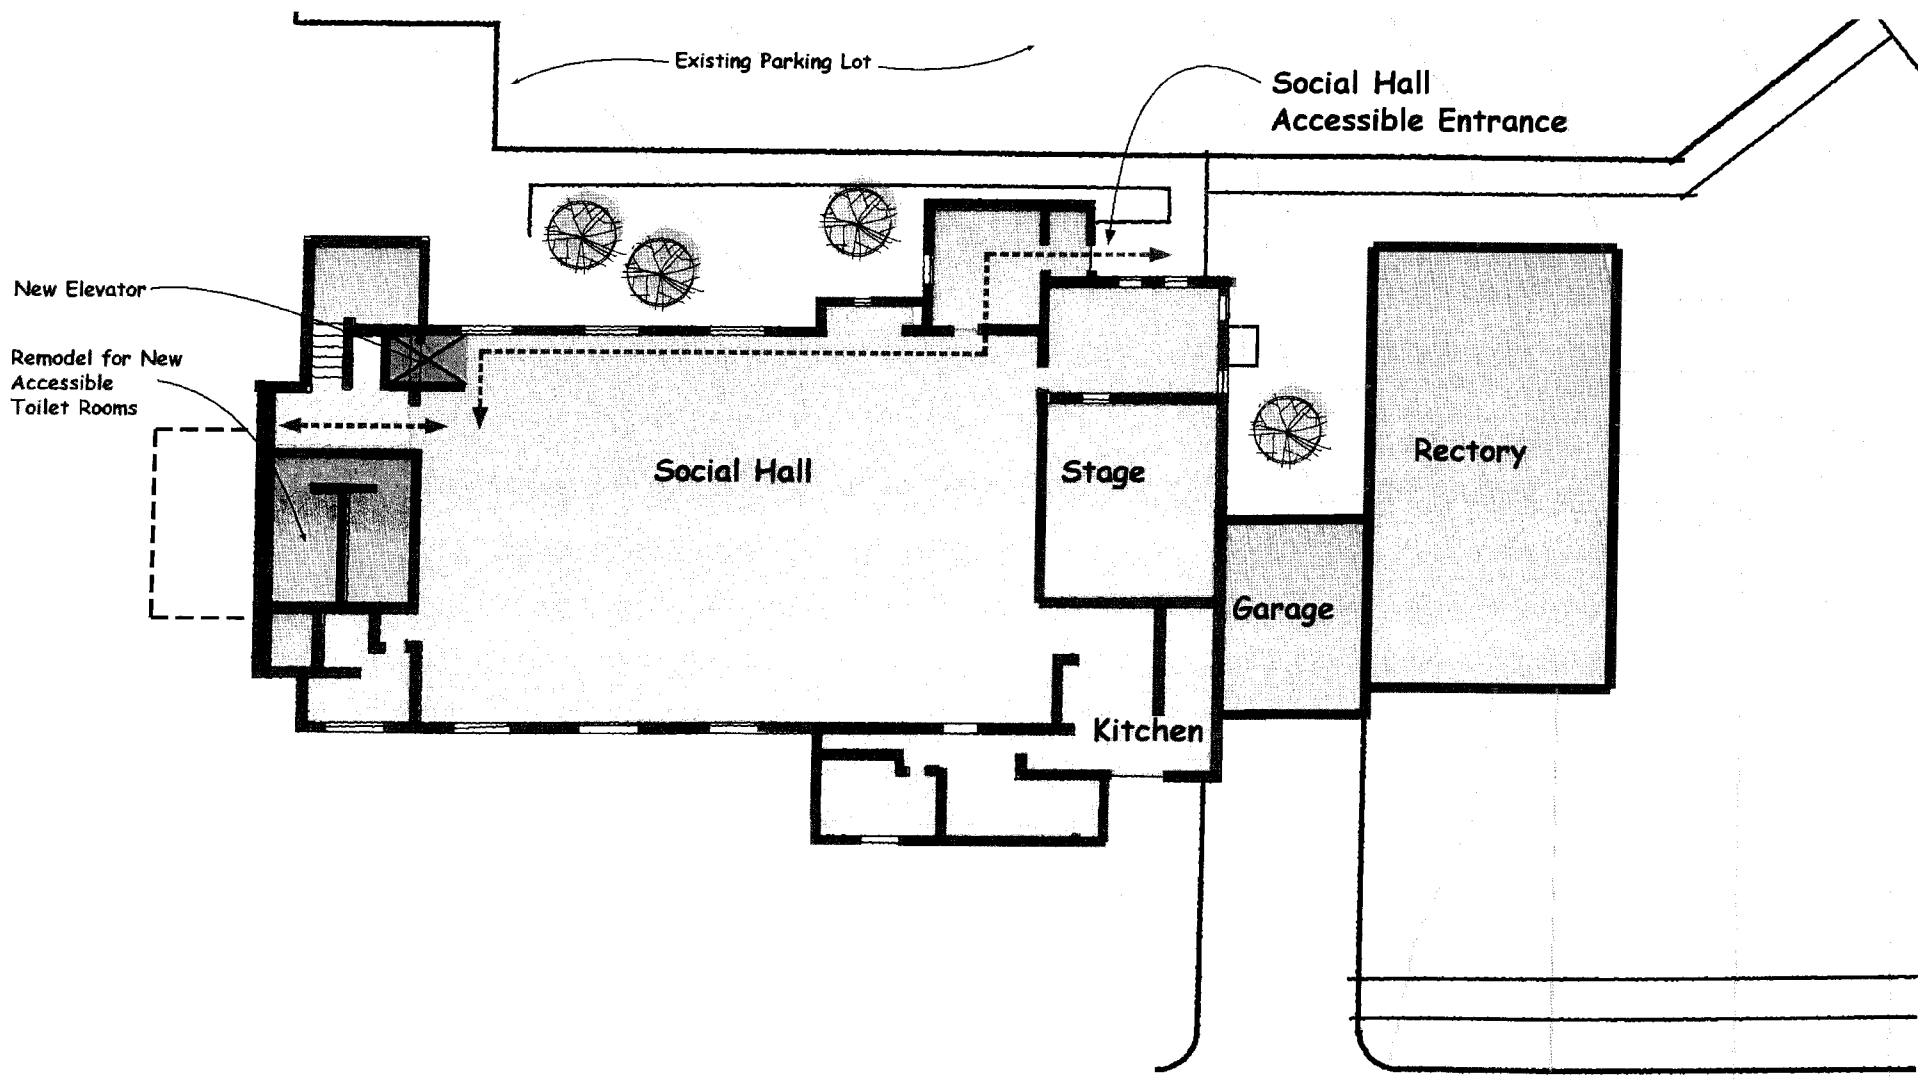 Existing Parking Lot
Social Hall
Accessible Entrance
New Elevator
Remodel for New
Accessible
Toilet Rooms
Social Hall
Stage
Rectory
Garage
Kitchen